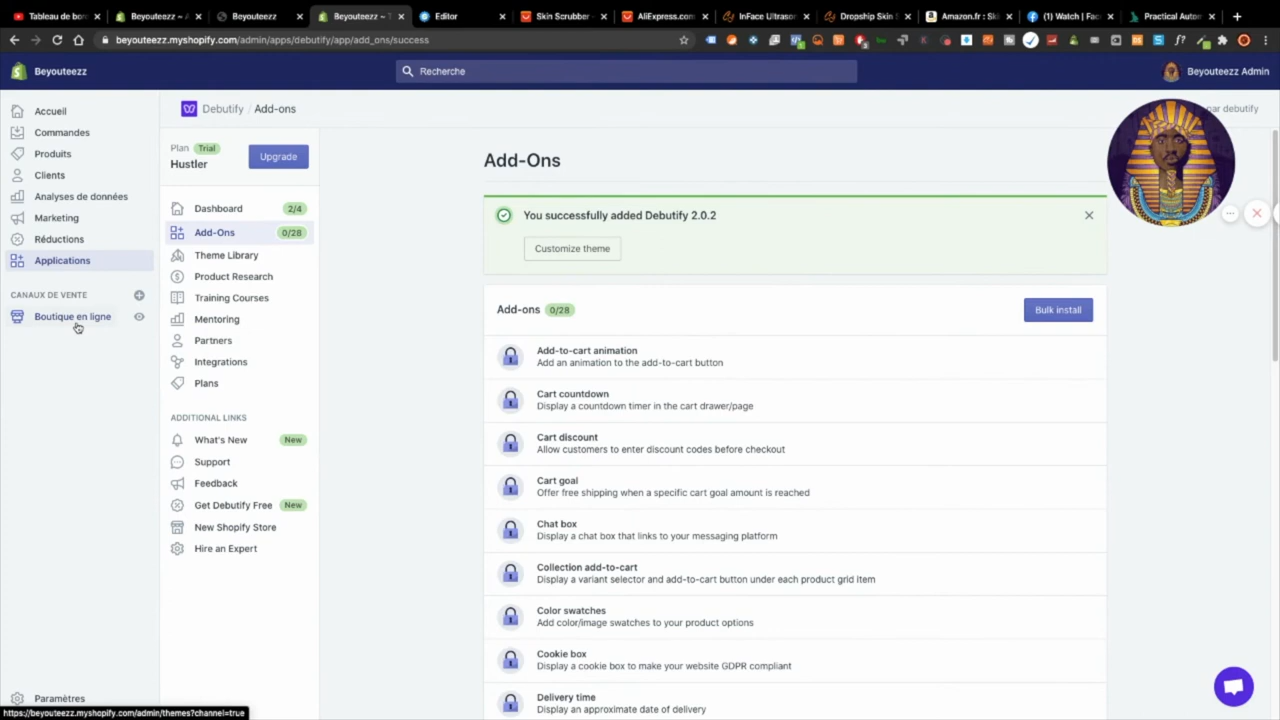 Tableau de bor
Beyouteezz ~ A
Beyouteezz
Beyouteezz ~ T
Editor
Skin Scrubber -
AliExpress.com
InFace Ultrason
Dropship Skin S
Amazon.fr : Sk
(1) Watch | Fac
Practical Auton
beyouteezz.myshopify.com/admin/apps/debutify/app/add_ons/success
Beyouteezz
Recherche
Beyouteezz Admin
Accueil
Commandes
Produits
Clients
Analyses de données
Marketing
Réductions
Applications
CANAUX DE VENTE
Boutique en ligne
Paramètres
https://beyouteezz.myshopify.com/admin/themes?channel=true
Debutify / Add-ons
par debutify
Plan Trial
Hustler
Upgrade
Dashboard 2/4
Add-Ons 0/28
Theme Library
Product Research
Training Courses
Mentoring
Partners
Integrations
Plans
ADDITIONAL LINKS
What's New New
Support
Feedback
Get Debutify Free New
New Shopify Store
Hire an Expert
Add-Ons
You successfully added Debutify 2.0.2
Customize theme
Add-ons 0/28
Bulk install
Add-to-cart animation
Add an animation to the add-to-cart button
Cart countdown
Display a countdown timer in the cart drawer/page
Cart discount
Allow customers to enter discount codes before checkout
Cart goal
Offer free shipping when a specific cart goal amount is reached
Chat box
Display a chat box that links to your messaging platform
Collection add-to-cart
Display a variant selector and add-to-cart button under each product grid item
Color swatches
Add color/image swatches to your product options
Cookie box
Display a cookie box to make your website GDPR compliant
Delivery time
Display an approximate date of delivery